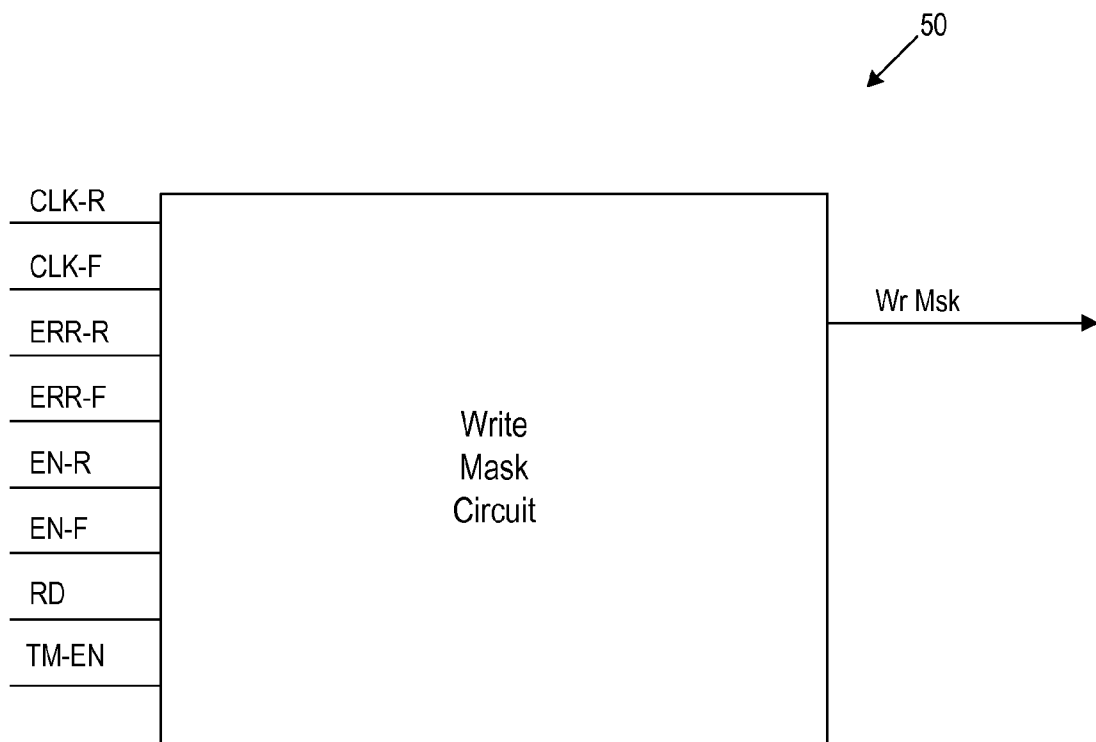 50
CLK-R
CLK-F
ERR-R
ERR-F
EN-R
EN-F
RD
TM-EN
Write
Mask
Circuit
Wr Msk